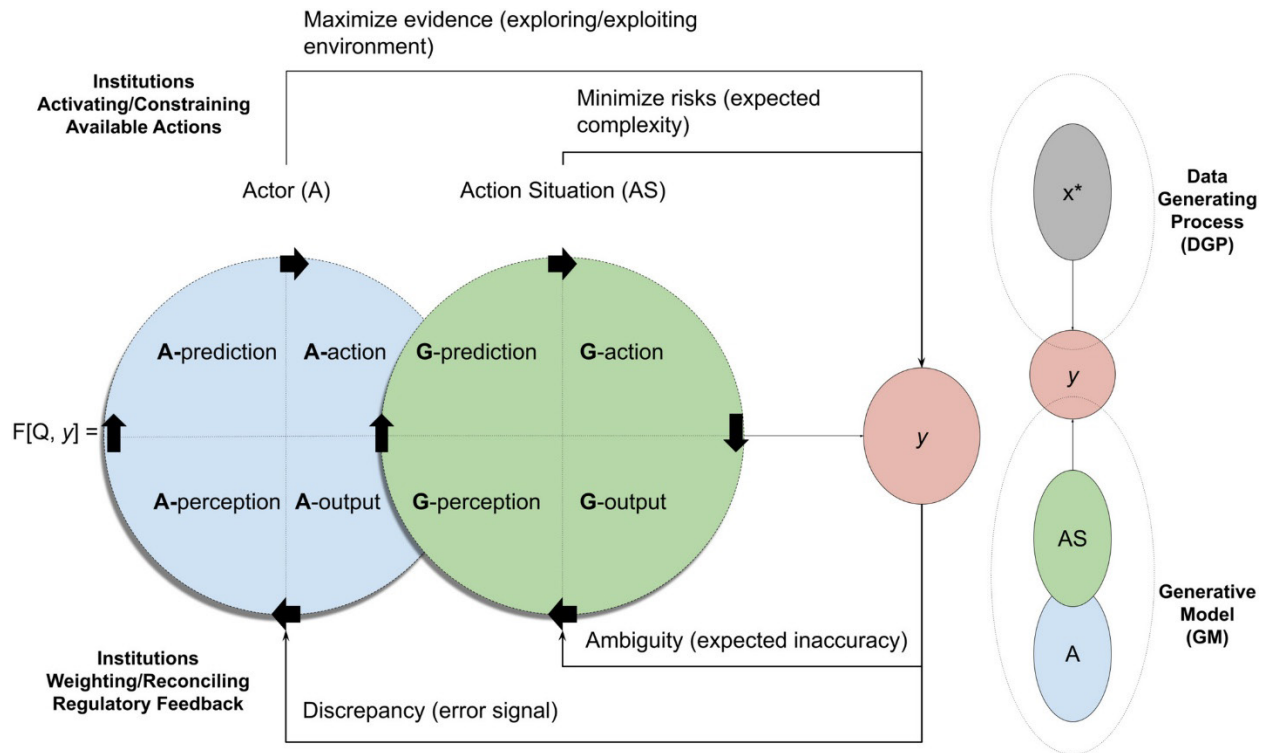 Maximize evidence (exploring/exploiting
environment)
Institutions
Activating/Constraining
Available Actions
Minimize risks (expected
complexity)
Actor (A)
Action Situation (AS)
A-prediction
A-action
G-prediction
G-action
F[Q, y] =
A-perception
A-output
G-perception
G-output
y
Ambiguity (expected inaccuracy)
Institutions
Weighting/Reconciling
Regulatory Feedback
Discrepancy (error signal)
x*
Data
Generating
Process
(DGP)
y
AS
Generative
Model
(GM)
A